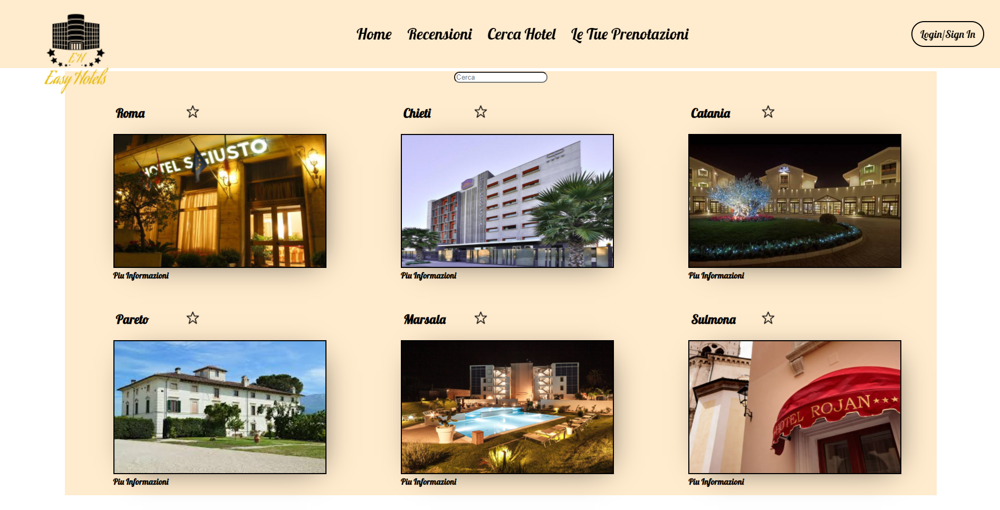 EH
Easy Hotels
Home Recensioni Cerca Hotel Le Tue Prenotazioni
Login/Sign In
Cerca
Roma
Chieti
Catania
HOTEL S. GIUSTO
Piu Informazioni
Piu Informazioni
Piu Informazioni
Pareto
Marsala
Sulmona
HOTEL ROJAN
Piu Informazioni
Piu Informazioni
Piu Informazioni